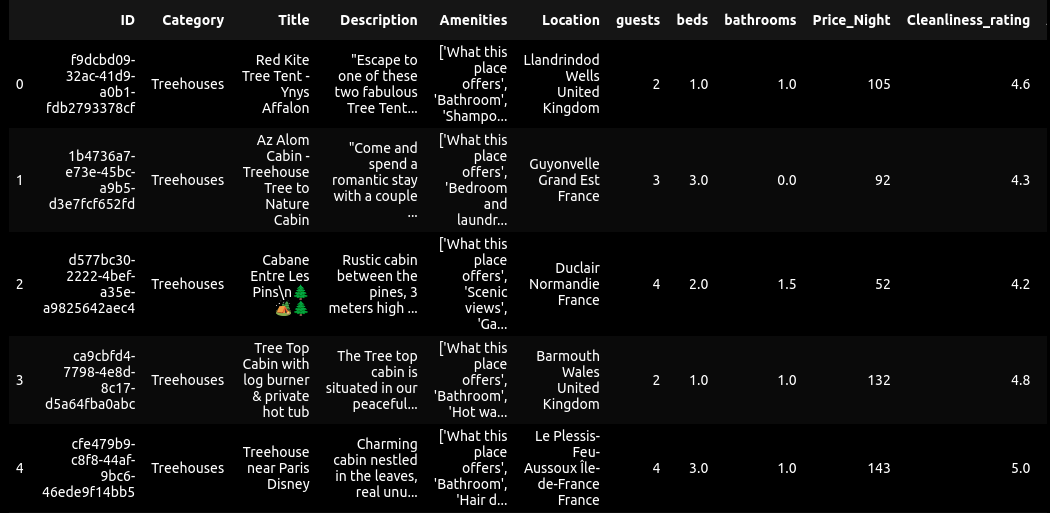 ID
Category
Title
Description
Amenities
Location
guests
beds
bathrooms
Price_Night
Cleanliness_rating
0
f9dcbd09-
32ac-41d9-
a0b1-
fdb2793378cf
Treehouses
Red Kite
Tree Tent -
Ynys
Affalon
"Escape to
one of these
two fabulous
Tree Tent...
['What this
place
offers',
'Bathroom',
'Shampo...
Llandrindod
Wells
United
Kingdom
2
1.0
1.0
105
4.6
1
1b4736a7-
e73e-45bc-
a9b5-
d3e7fcf652fd
Treehouses
Az Alom
Cabin -
Treehouse
Tree to
Nature
Cabin
"Come and
spend a
romantic stay
with a couple
...
['What this
place
offers',
'Bedroom
and
laundr...
Guyonvelle
Grand Est
France
3
3.0
0.0
92
4.3
2
d577bc30-
2222-4bef-
a35e-
a9825642aec4
Treehouses
Cabane
Entre Les
Pins\n🌲
🏕️🌲
Rustic cabin
between the
pines, 3
meters high ...
['What this
place
offers',
'Scenic
views',
'Ga...
Duclair
Normandie
France
4
2.0
1.5
52
4.2
3
ca9cbfd4-
7798-4e8d-
8c17-
d5a64fba0abc
Treehouses
Tree Top
Cabin with
log burner
& private
hot tub
The Tree top
cabin is
situated in our
peaceful...
['What this
place
offers',
'Bathroom',
'Hot wa...
Barmouth
Wales
United
Kingdom
2
1.0
1.0
132
4.8
4
cfe479b9-
c8f8-44af-
9bc6-
46ede9f14bb5
Treehouses
Treehouse
near Paris
Disney
Charming
cabin nestled
in the leaves,
real unu...
['What this
place
offers',
'Bathroom',
'Hair d...
Le Plessis-
Feu-
Aussoux Île-
de-France
France
4
3.0
1.0
143
5.0